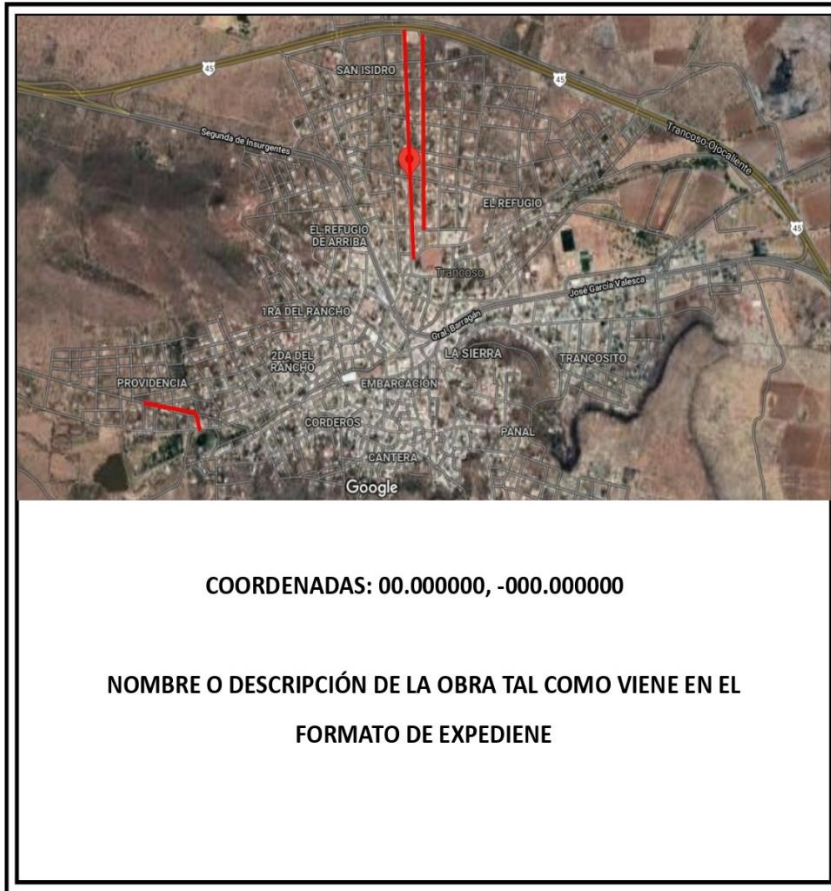 45
SAN ISIDRO
45
Segunda de Insurgentes
Trancoso-Ojocaliente
EL REFUGIO
EL REFUGIO
DE ARRIBA
45
Trancoso
José García Valesca
1RA DEL RANCHO
Gral. Barragán
2DA DEL
RANCHO
LA SIERRA
TRANCOSITO
PROVIDENCIA
EMBARCACIÓN
CORDEROS
PANAL
CANTERA
Google
COORDENADAS: 00.000000, -000.000000
NOMBRE O DESCRIPCIÓN DE LA OBRA TAL COMO VIENE EN EL
FORMATO DE EXPEDIENE